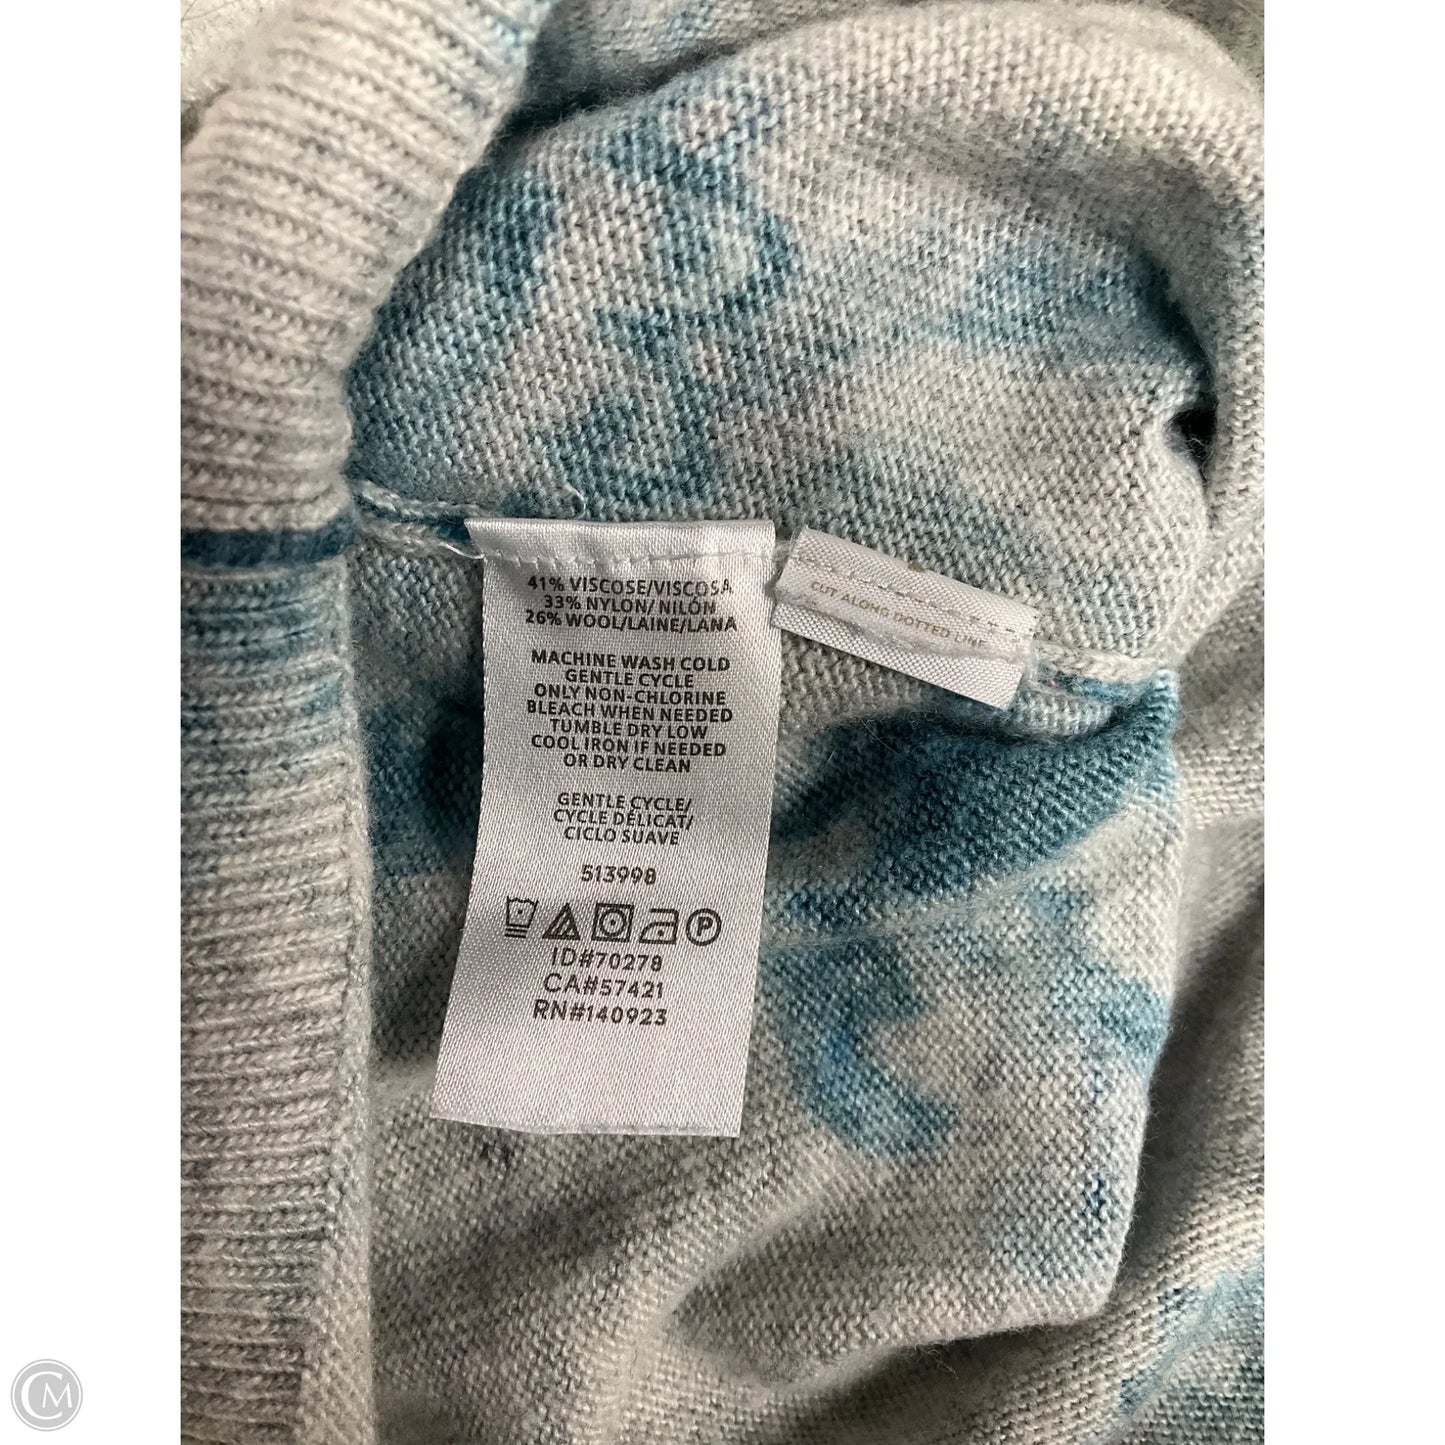 41% VISCOSE/VISCOSA
33% NYLON/ NILÓN
26% WOOL/LAINE/LANA
MACHINE WASH COLD
GENTLE CYCLE
ONLY NON-CHLORINE
BLEACH WHEN NEEDED
TUMBLE DRY LOW
COOL IRON IF NEEDED
OR DRY CLEAN
GENTLE CYCLE/
CYCLE DÉLICAT/
CICLO SUAVE
513998
P
ID#70278
CA#57421
RN#140923
CUT ALONG DOTTED LINE
CM